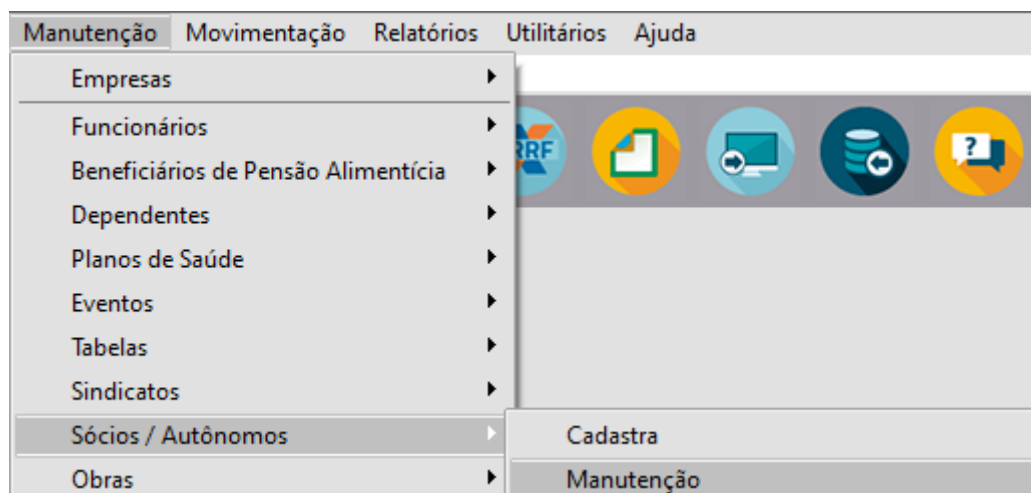 Manutenção Movimentação Relatórios Utilitários Ajuda
Empresas
Funcionários
RRF
?
Beneficiários de Pensão Alimentícia
Dependentes
Planos de Saúde
Eventos
Tabelas
Sindicatos
Sócios / Autônomos
Cadastra
Obras
Manutenção